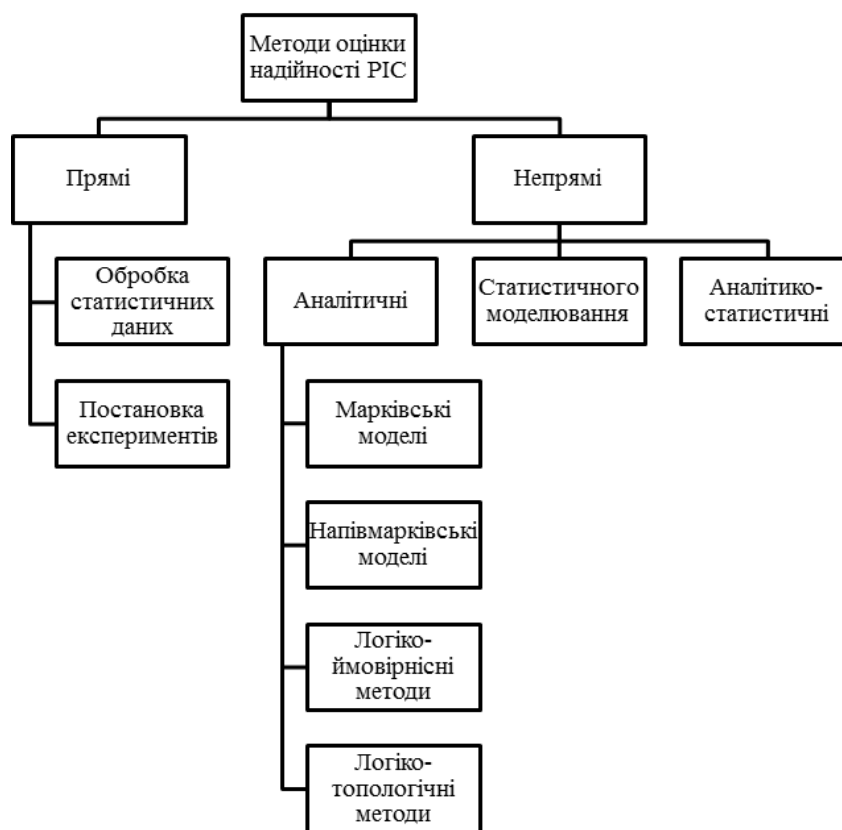 Методи оцінки
надійності РІС
Прямі
Непрямі
Обробка
статистичних
даних
Постановка
експериментів
Аналітичні
Статистичного
моделювання
Аналітико-
статистичні
Марківські
моделі
Напівмарківські
моделі
Логіко-
ймовірнісні
методи
Логіко-
топологічні
методи